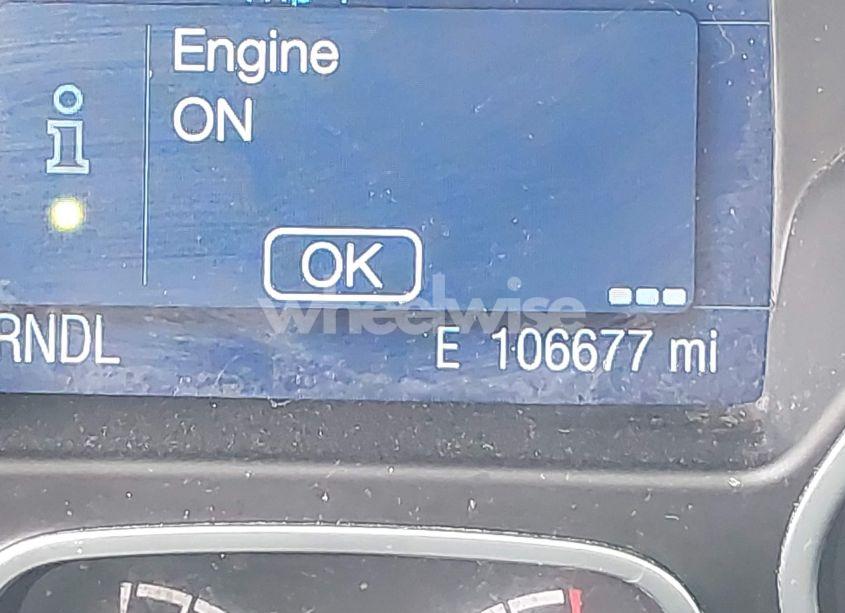 Engine
ON
OK
RNDL
E 106677 mi
wheelwise